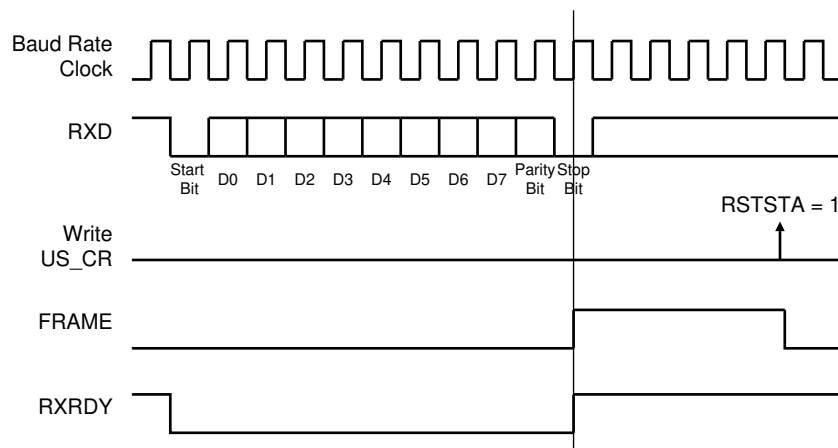 Baud Rate
Clock
RXD
Start
Bit
D0 D1 D2 D3 D4 D5 D6 D7
Parity
Bit
Stop
Bit
RSTSTA = 1
Write
US_CR
FRAME
RXRDY